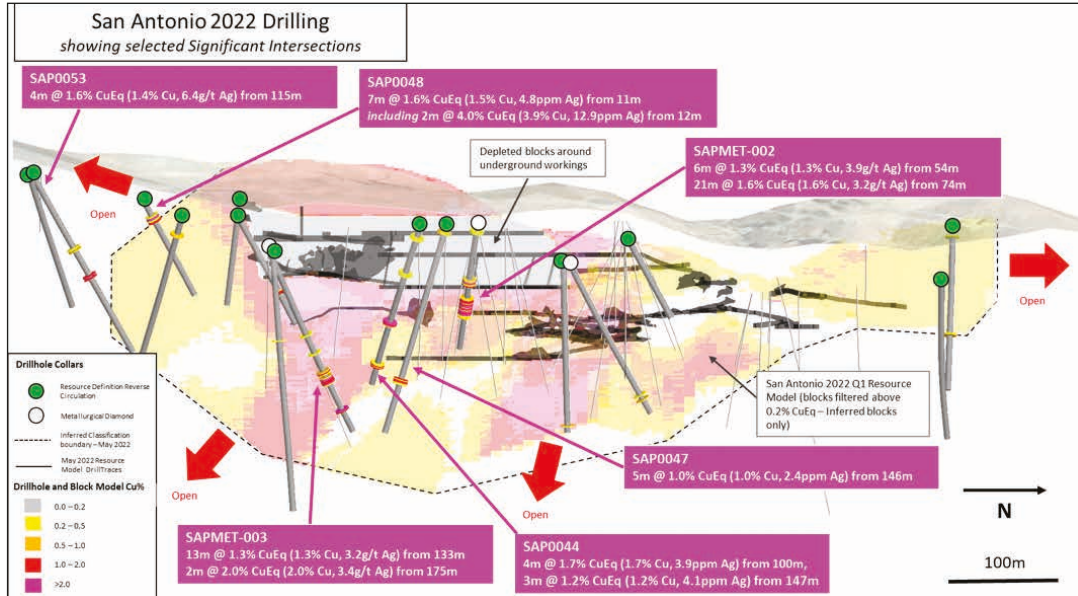 San Antonio 2022 Drilling
showing selected Significant Intersections
SAP0053
4m @ 1.6% CuEq (1.4% Cu, 6.4g/t Ag) from 115m
SAP0048
7m @ 1.6% CuEq (1.5% Cu, 4.8ppm Ag) from 11m
including 2m @ 4.0% CuEq (3.9% Cu, 12.9ppm Ag) from 12m
Depleted blocks around
underground workings
SAPMET-002
6m @ 1.3% CuEq (1.3% Cu, 3.9g/t Ag) from 54m
21m @ 1.6% CuEq (1.6% Cu, 3.2g/t Ag) from 74m
Open
Open
Drillhole Collars
Resource Definition Reverse
Circulation
Metallurgical Diamond
Inferred Classification
boundary – May 2022
May 2022 Resource
Model DrillTraces
Drillhole and Block Model Cu%
0.0 – 0.2
0.2 – 0.5
0.5 – 1.0
1.0 – 2.0
>2.0
San Antonio 2022 Q1 Resource
Model (blocks filtered above
0.2% CuEq – Inferred blocks
only)
Open
Open
SAP0047
5m @ 1.0% CuEq (1.0% Cu, 2.4ppm Ag) from 146m
SAPMET-003
13m @ 1.3% CuEq (1.3% Cu, 3.2g/t Ag) from 133m
2m @ 2.0% CuEq (2.0% Cu, 3.4g/t Ag) from 175m
SAP0044
4m @ 1.7% CuEq (1.7% Cu, 3.9ppm Ag) from 100m,
3m @ 1.2% CuEq (1.2% Cu, 4.1ppm Ag) from 147m
N
100m